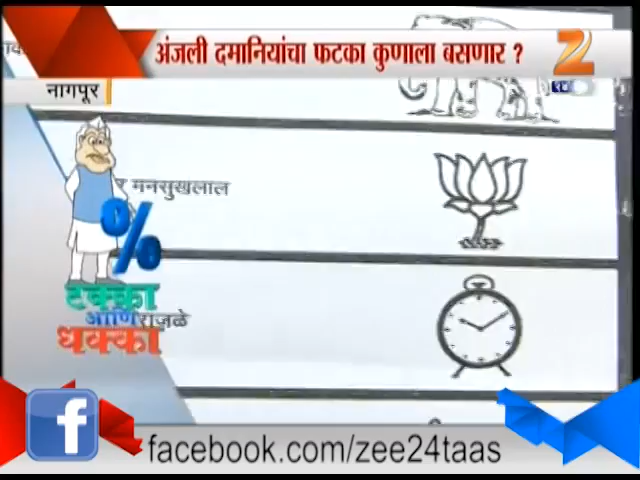 अंजली दमानियांचा फटका कुणाला बसणार ?
नागपूर
मनसुखलाल
%
टक्का
आणि राजळे
धक्का
facebook.com/zee24taas